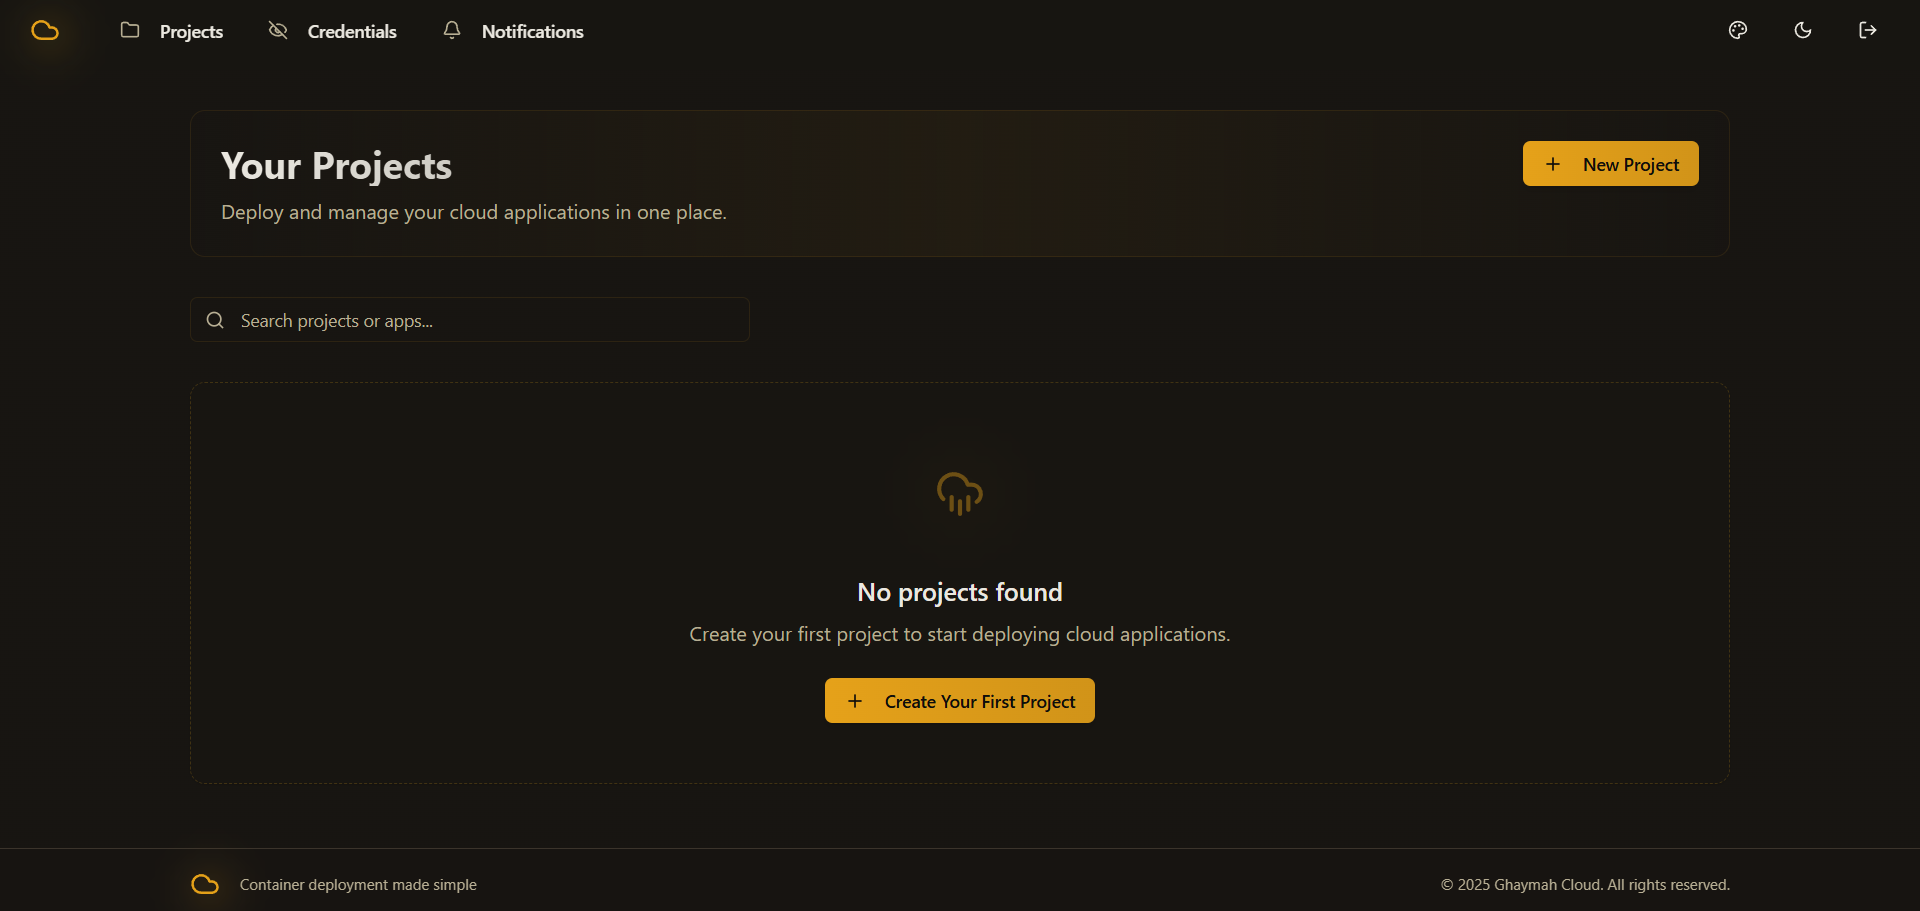 Projects
Credentials
Notifications
Your Projects
New Project
Deploy and manage your cloud applications in one place.
Search projects or apps...
No projects found
Create your first project to start deploying cloud applications.
Create Your First Project
Container deployment made simple
© 2025 Ghaymah Cloud. All rights reserved.